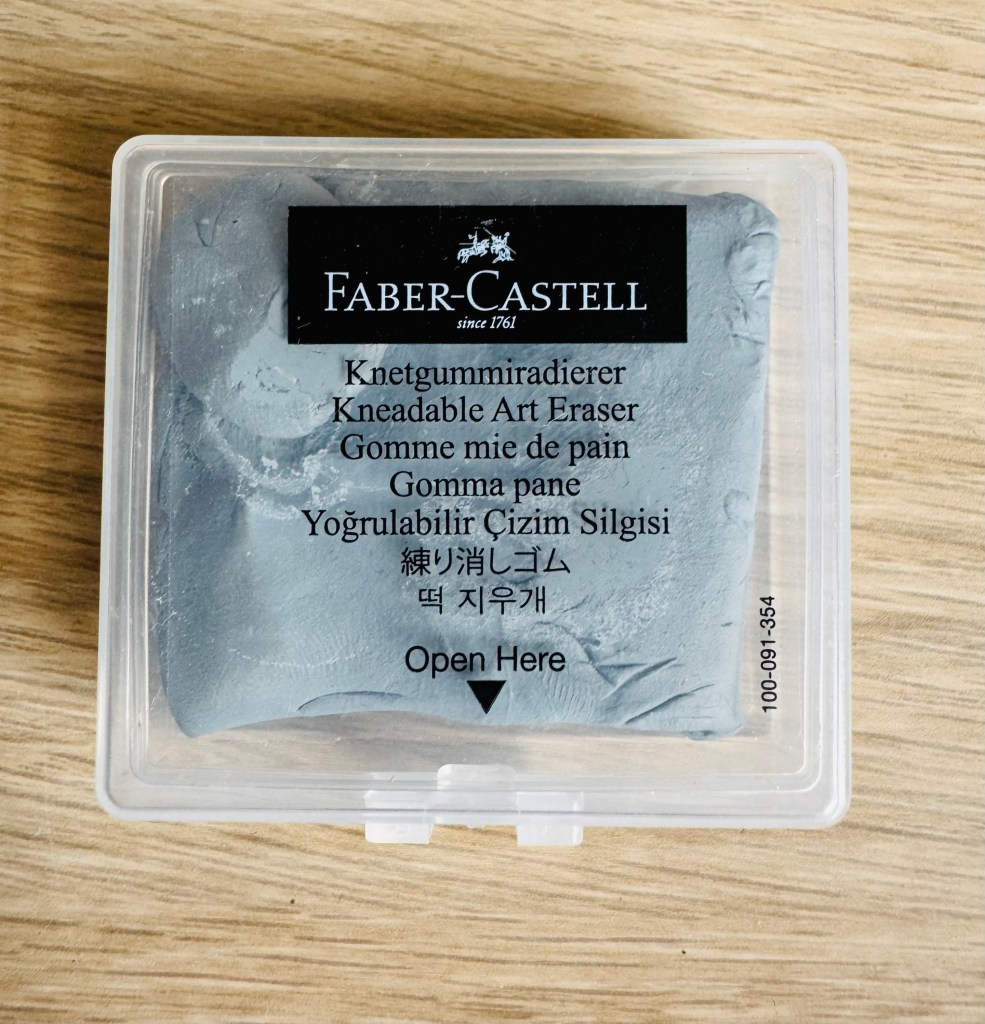 FABER-CASTELL
since 1761
Knetgummiradierer
Kneadable Art Eraser
Gomme mie de pain
Gomma pane
Yoğrulabilir Çizim Silgisi
練り消しゴム
떡 지우개
Open Here
100-091-354